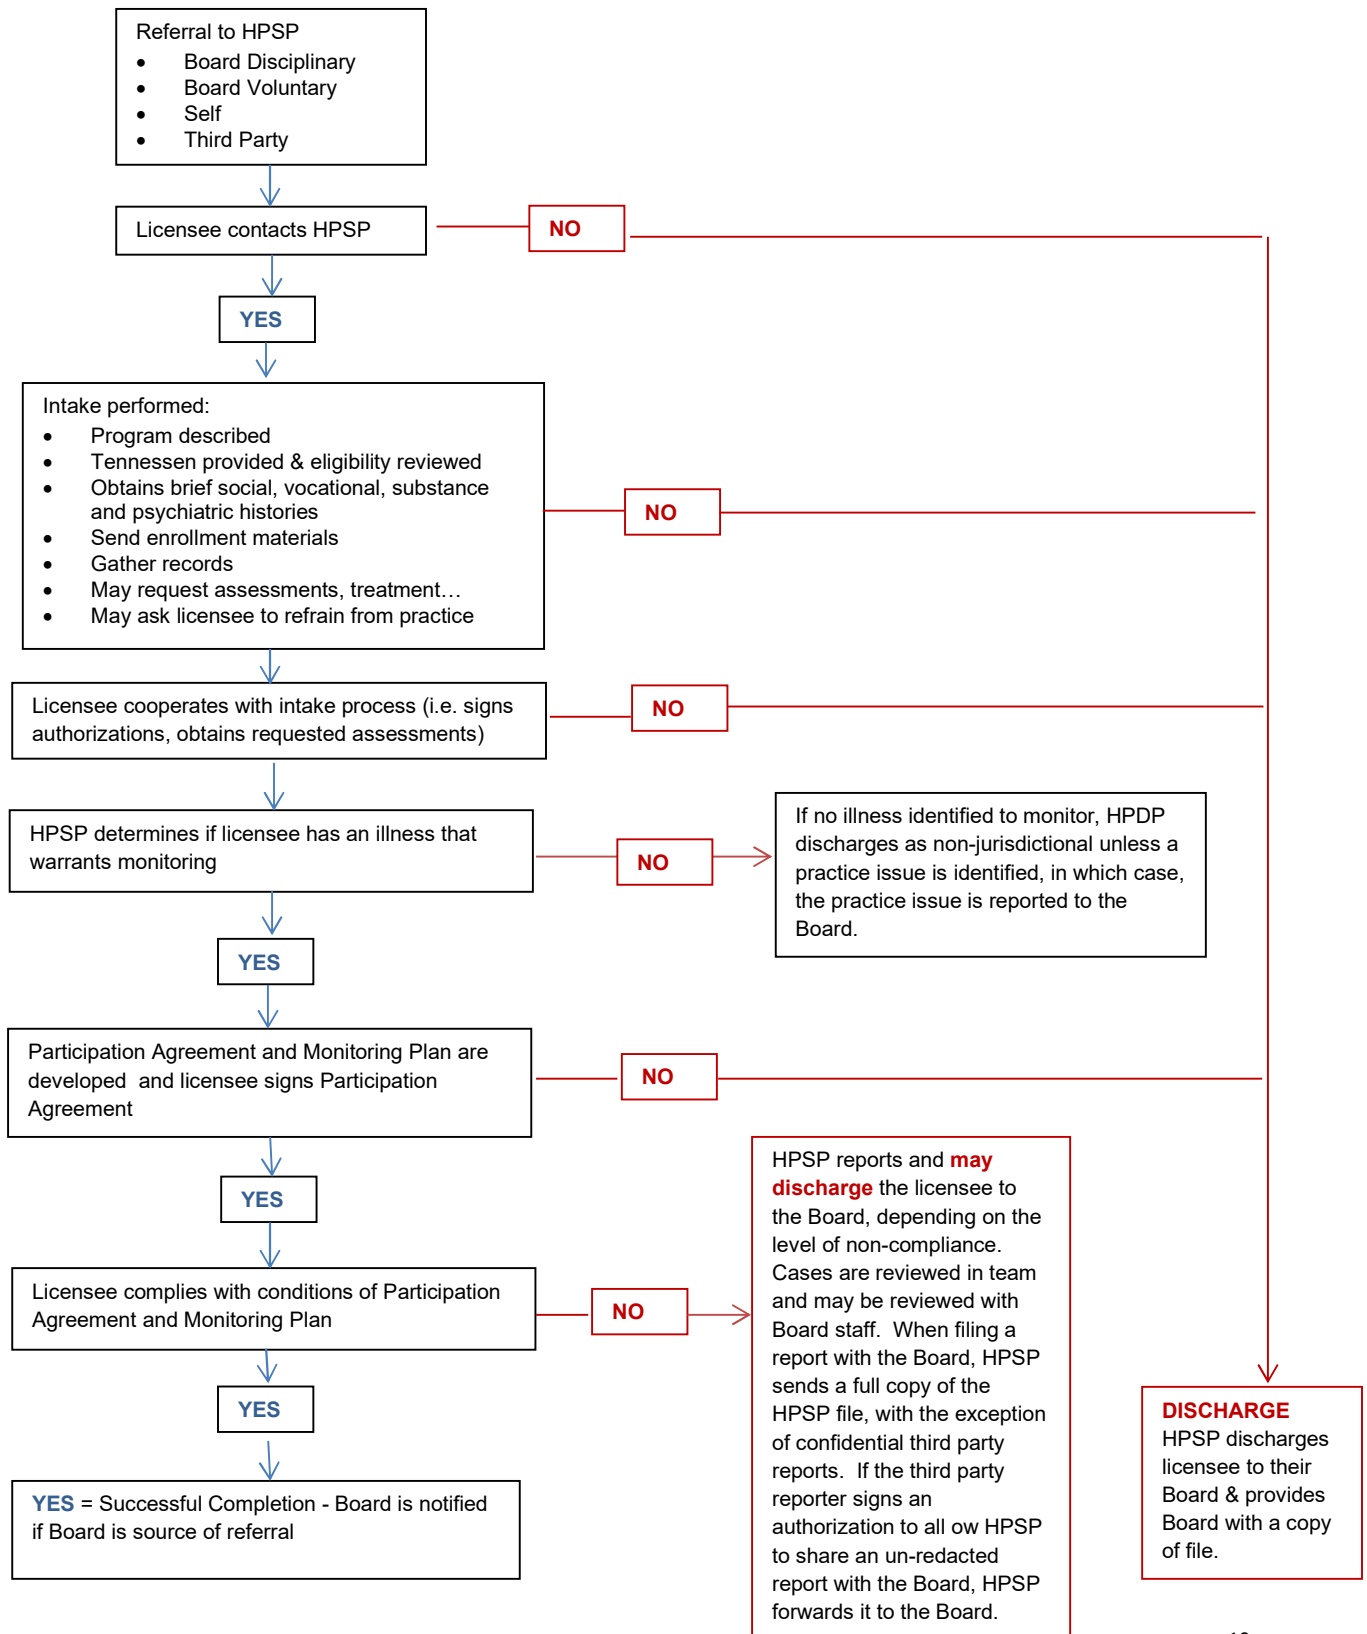 Referral to HPSP
• Board Disciplinary
• Board Voluntary
• Self
• Third Party
Licensee contacts HPSP
NO
YES
Intake performed:
• Program described
• Tennessen provided & eligibility reviewed
• Obtains brief social, vocational, substance
and psychiatric histories
• Send enrollment materials
• Gather records
• May request assessments, treatment…
• May ask licensee to refrain from practice
NO
Licensee cooperates with intake process (i.e. signs
authorizations, obtains requested assessments)
NO
HPSP determines if licensee has an illness that
warrants monitoring
NO
If no illness identified to monitor, HPDP
discharges as non-jurisdictional unless a
practice issue is identified, in which case,
the practice issue is reported to the
Board.
YES
Participation Agreement and Monitoring Plan are
developed and licensee signs Participation
Agreement
NO
YES
Licensee complies with conditions of Participation
Agreement and Monitoring Plan
NO
HPSP reports and may
discharge the licensee to
the Board, depending on the
level of non-compliance.
Cases are reviewed in team
and may be reviewed with
Board staff. When filing a
report with the Board, HPSP
sends a full copy of the
HPSP file, with the exception
of confidential third party
reports. If the third party
reporter signs an
authorization to all ow HPSP
to share an un-redacted
report with the Board, HPSP
forwards it to the Board.
YES
YES = Successful Completion - Board is notified
if Board is source of referral
DISCHARGE
HPSP discharges
licensee to their
Board & provides
Board with a copy
of file.